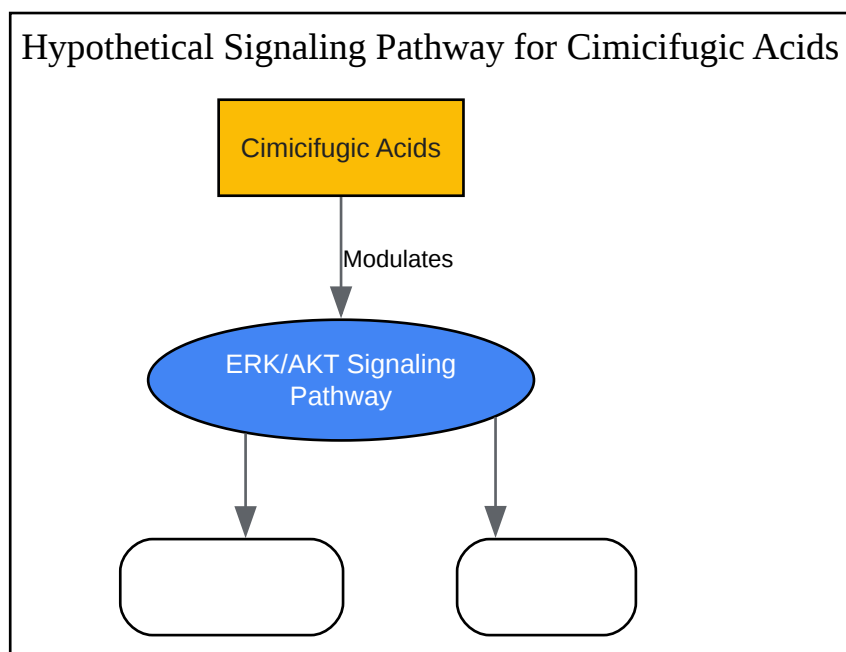 Hypothetical Signaling Pathway for Cimicifugic Acids
Cimicifugic Acids
Modulates
ERK/AKT Signaling
Pathway